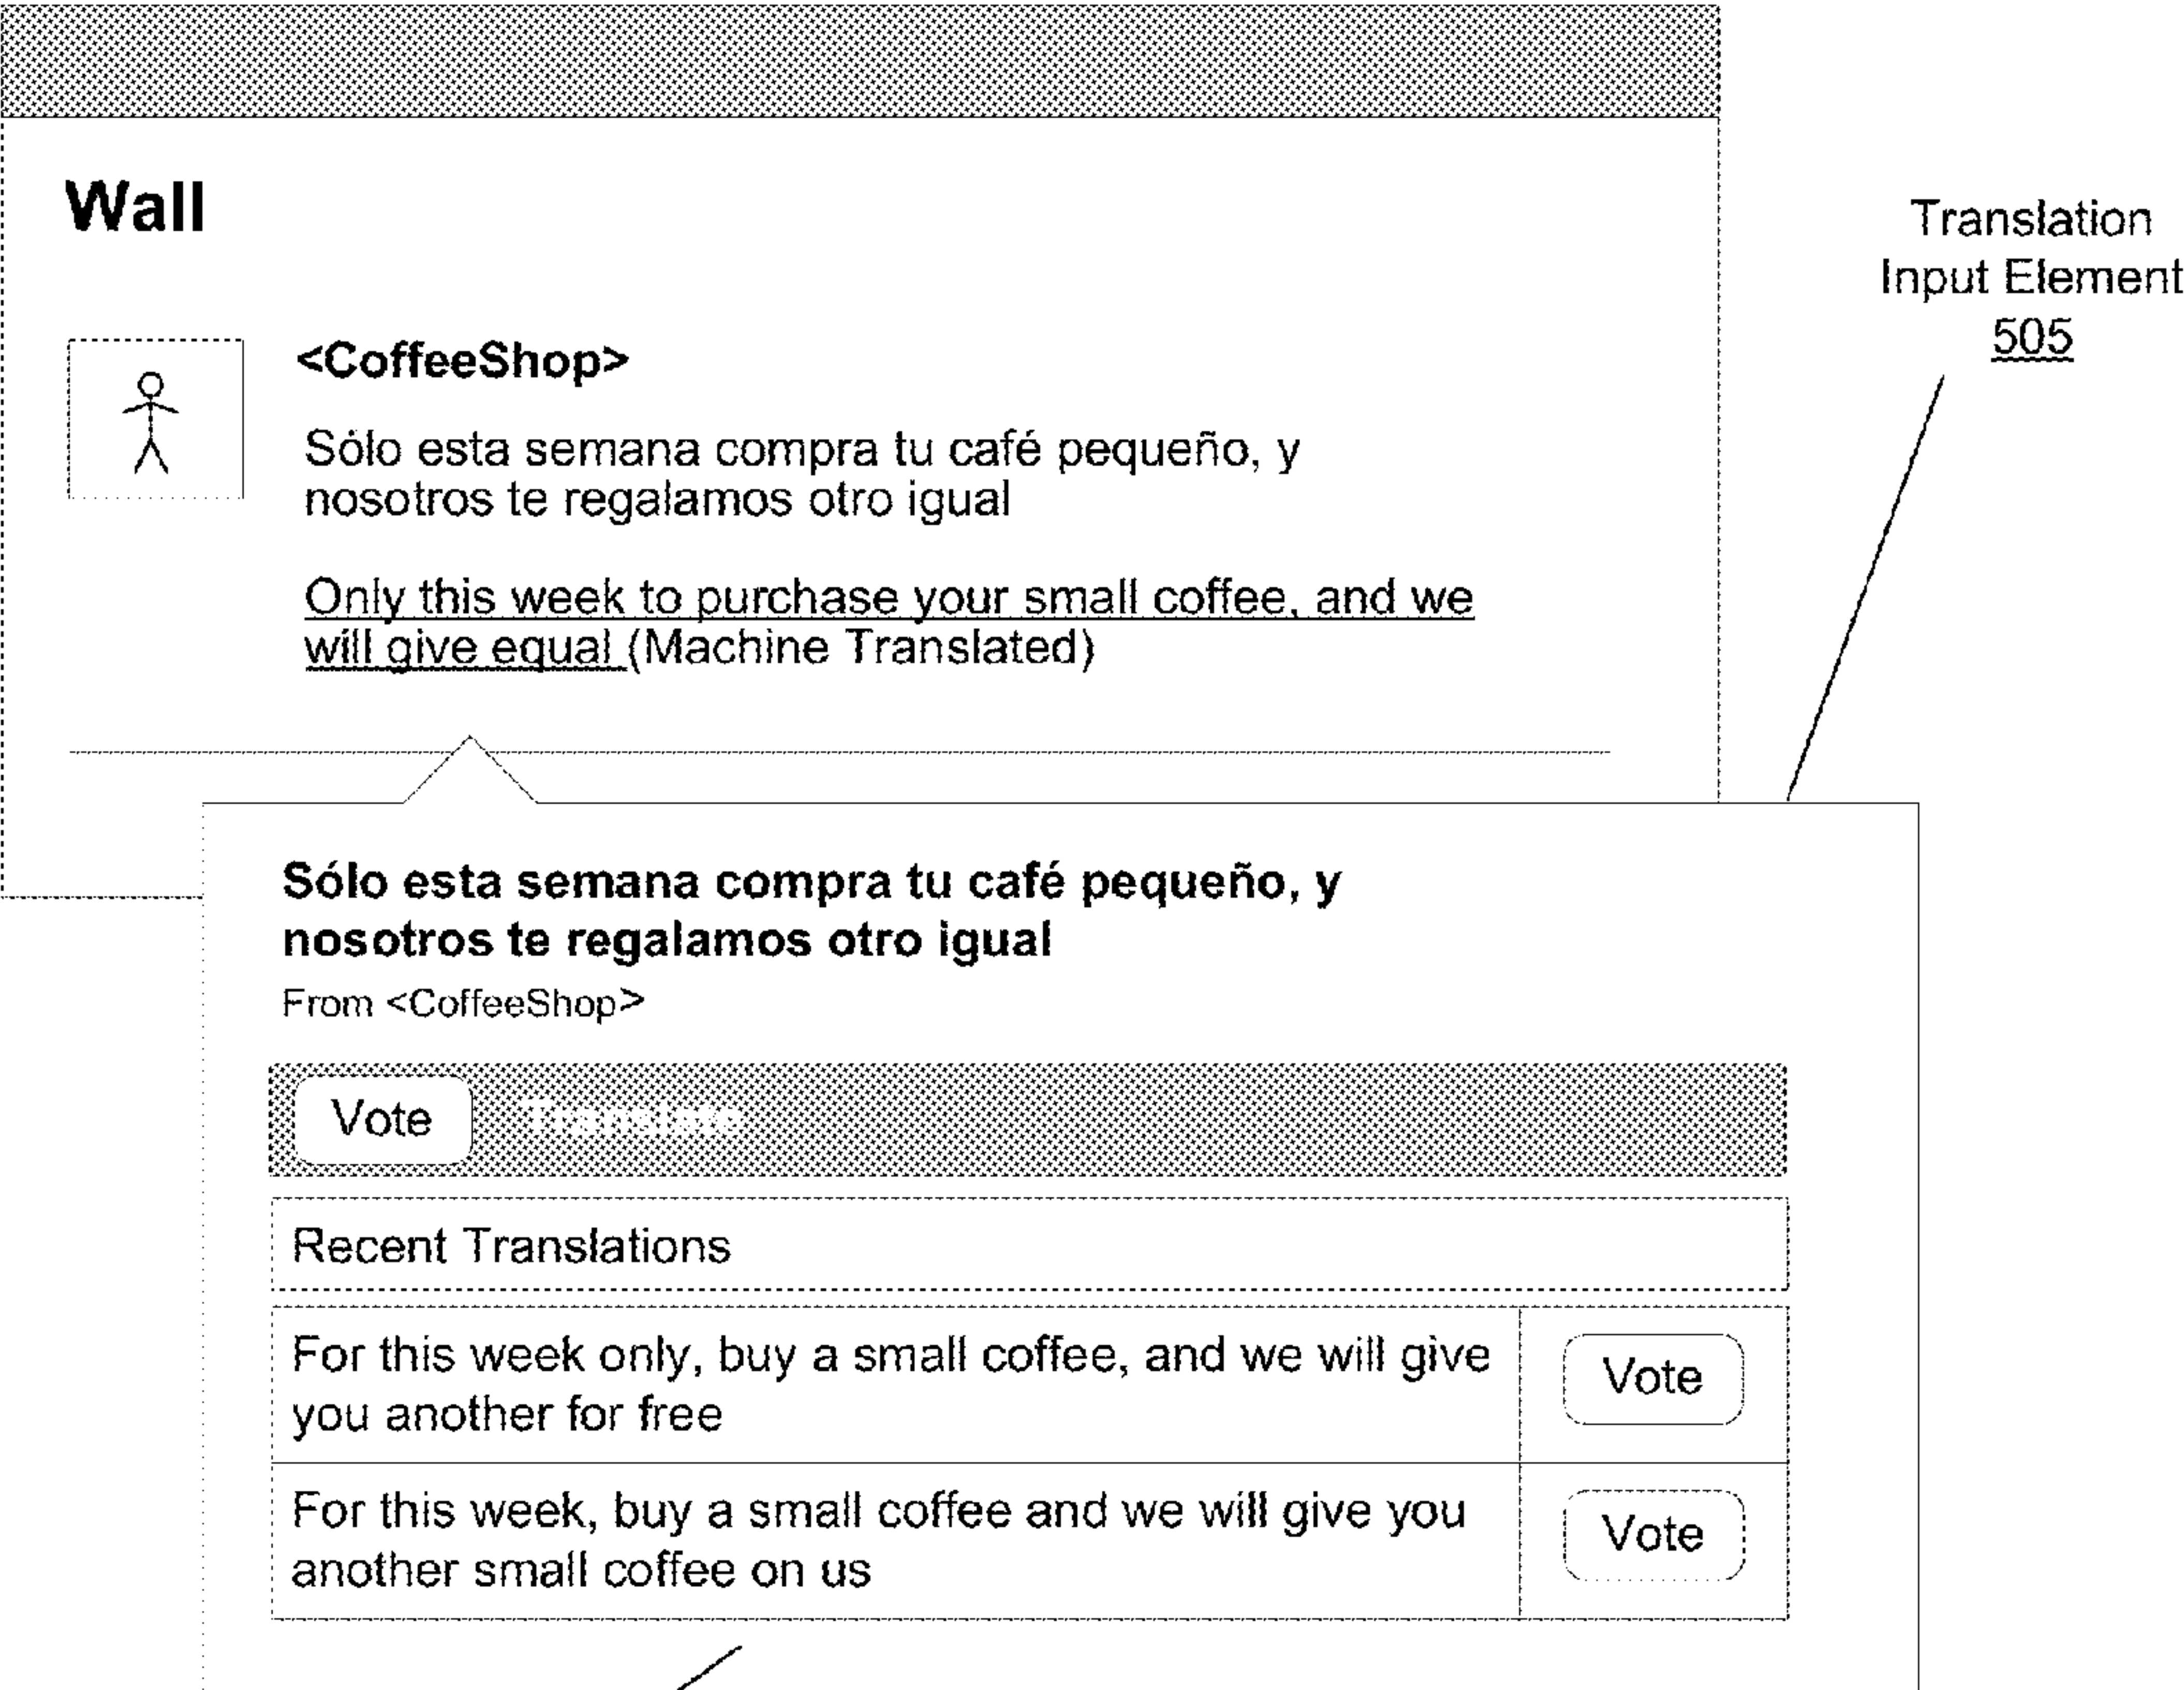 Wall
Translation
Input Element
505
<CoffeeShop>
Sólo esta semana compra tu café pequeño, y
nosotros te regalamos otro igual
Only this week to purchase your small coffee, and we
will give equal (Machine Translated)
Sólo esta semana compra tu café pequeño, y
nosotros te regalamos otro igual
From <CoffeeShop>
Vote Translate
Recent Translations
For this week only, buy a small coffee, and we will give
you another for free
Vote
For this week, buy a small coffee and we will give you
another small coffee on us
Vote